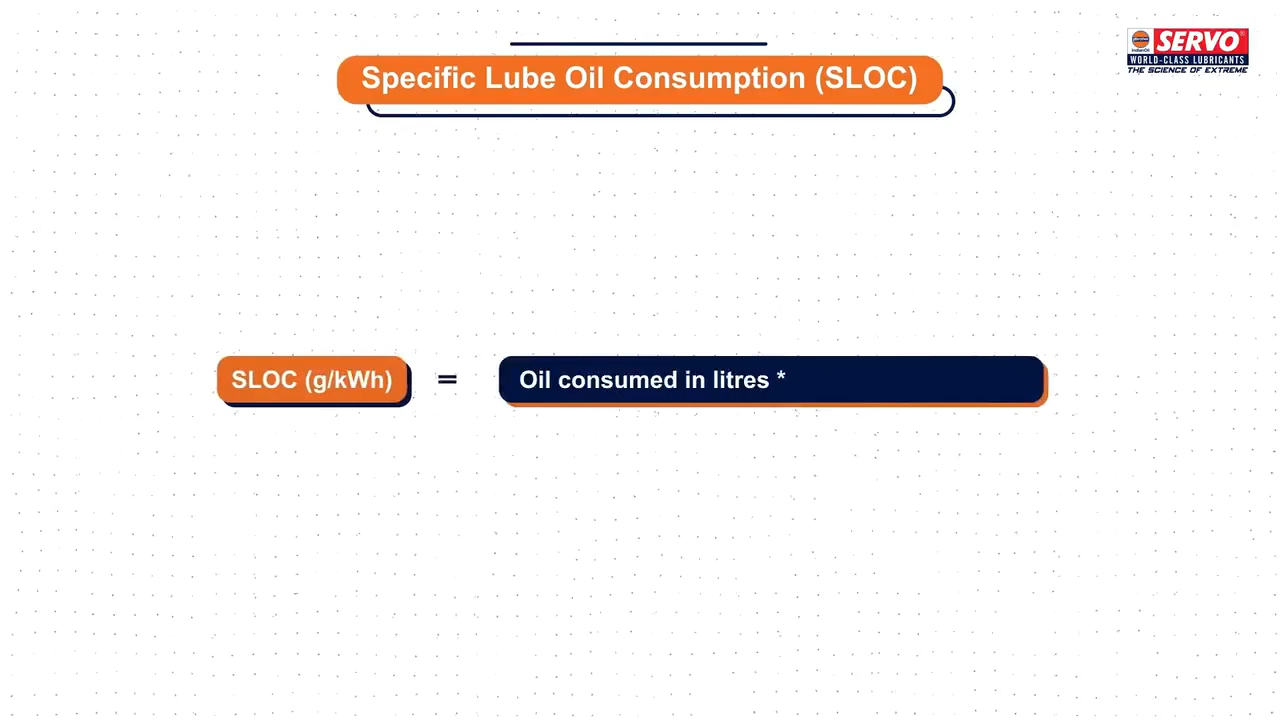 Specific Lube Oil Consumption (SLOC)
IndianOil
SERVO
WORLD-CLASS LUBRICANTS
THE SCIENCE OF EXTREME
SLOC (g/kWh) = Oil consumed in litres *